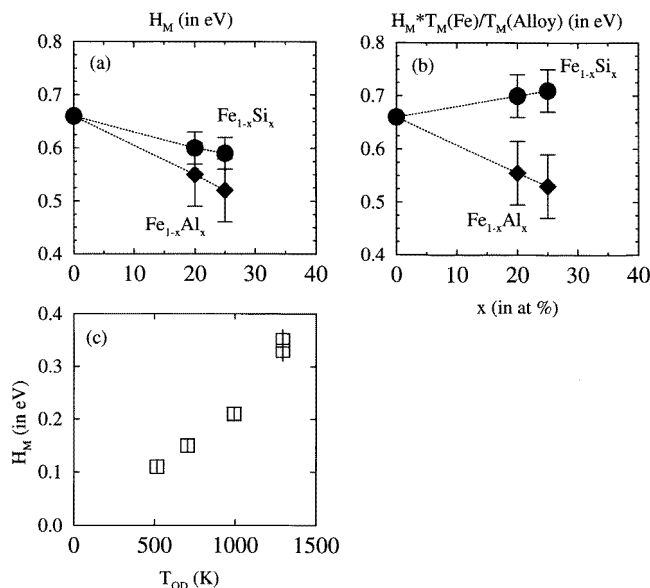 H_M (in eV)
H_M*T_M(Fe)/T_M(Alloy) (in eV)
0.8
(a)
0.7
Fe_{1-x}Si_x
0.6
0.5
Fe_{1-x}Al_x
0.4
0 10 20 30 40
0.8
(b)
Fe_{1-x}Si_x
0.7
0.6
0.5
Fe_{1-x}Al_x
0.4
0 10 20 30 40
x (in at %)
0.4
(c)
0.3
H_M (in eV)
0.2
0.1
0.0
0 500 1000 1500
T_{OD} (K)